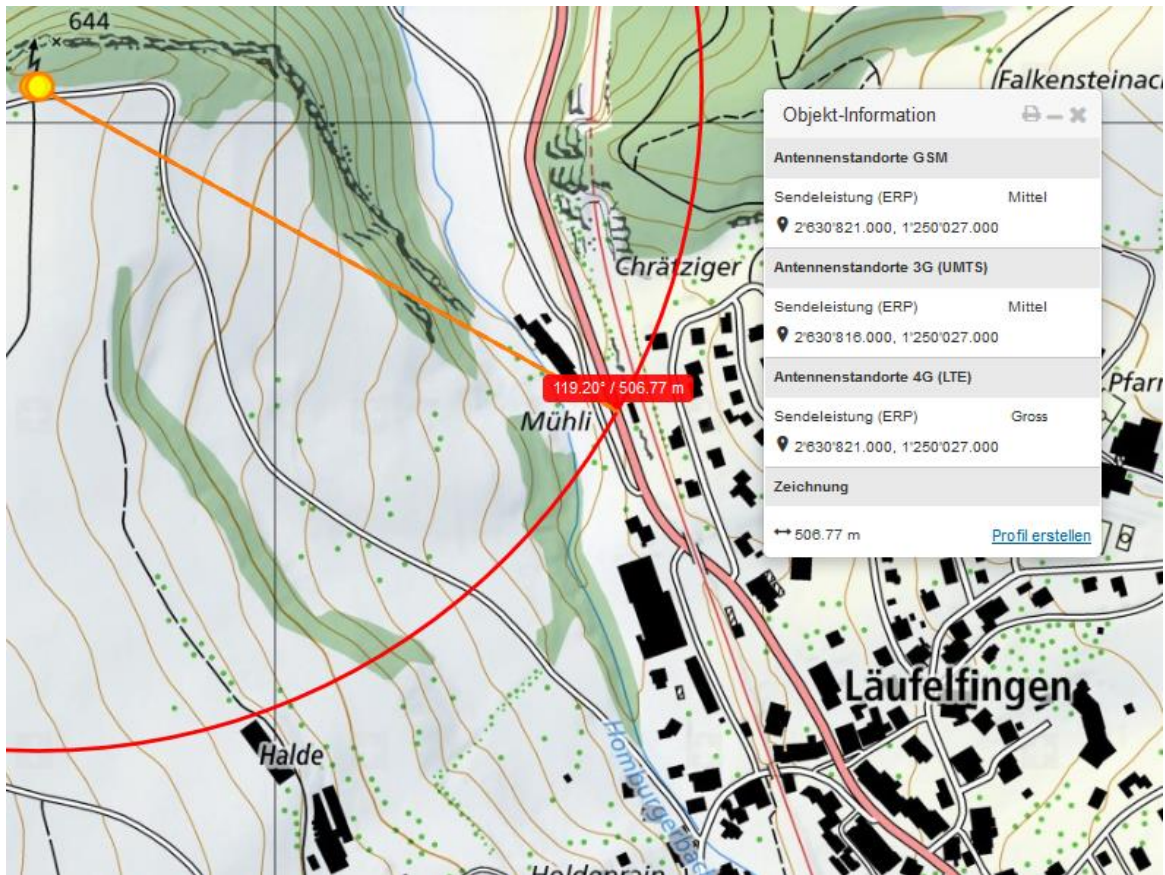 644
Falkensteinach
Objekt-Information
Antennenstandorte GSM
Sendeleistung (ERP) Mittel
2'630'821.000, 1'250'027.000
Antennenstandorte 3G (UMTS)
Sendeleistung (ERP) Mittel
2'630'816.000, 1'250'027.000
Antennenstandorte 4G (LTE)
Sendeleistung (ERP) Gross
2'630'821.000, 1'250'027.000
Zeichnung
506.77 m Profil erstellen
Chrätziger
119.20° / 506.77 m
Pfarr
Mühli
Läufelfingen
Halde
Homburgerbach
Holdenrain